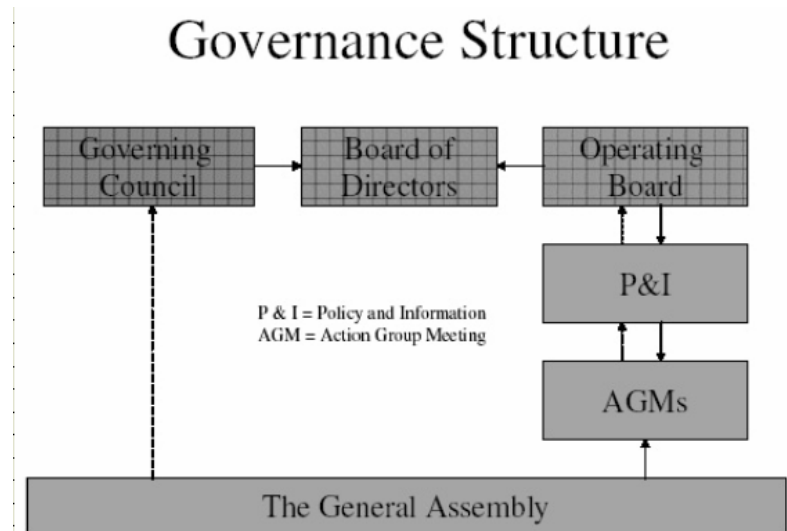 Governance Structure
Governing
Council
Board of
Directors
Operating
Board
P&I
P & I = Policy and Information
AGM = Action Group Meeting
AGMs
The General Assembly